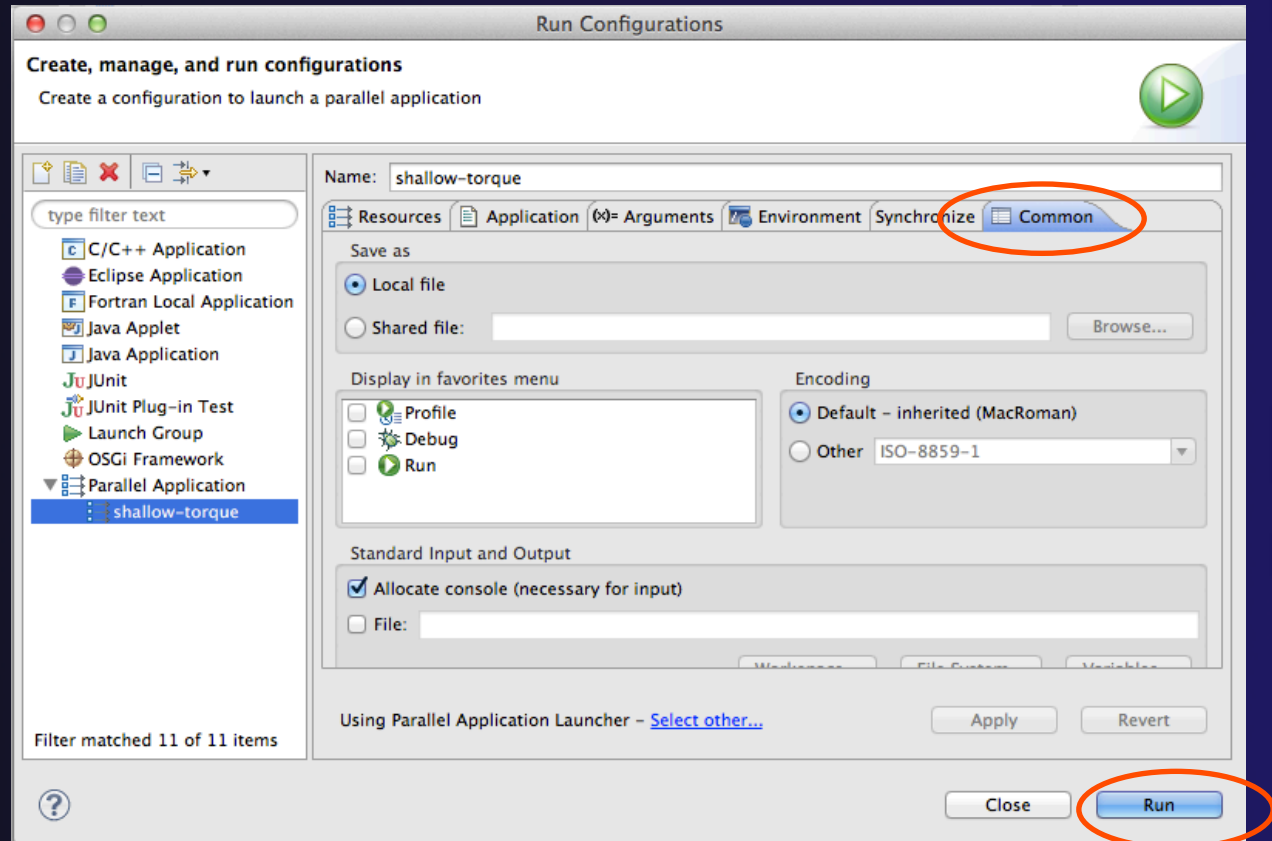 Run Configurations
Create, manage, and run configurations
Create a configuration to launch a parallel application
type filter text
C/C++ Application
Eclipse Application
Fortran Local Application
Java Applet
Java Application
JUnit
JUnit Plug-in Test
Launch Group
OSGi Framework
Parallel Application
shallow-torque
Filter matched 11 of 11 items
Name: shallow-torque
Resources Application (x)= Arguments Environment Synchronize Common
Save as
Local file
Shared file: Browse...
Display in favorites menu
Profile
Debug
Run
Encoding
Default - inherited (MacRoman)
Other ISO-8859-1
Standard Input and Output
Allocate console (necessary for input)
File:
Workspace... File System... Variables...
Using Parallel Application Launcher - Select other... Apply Revert
? Close Run